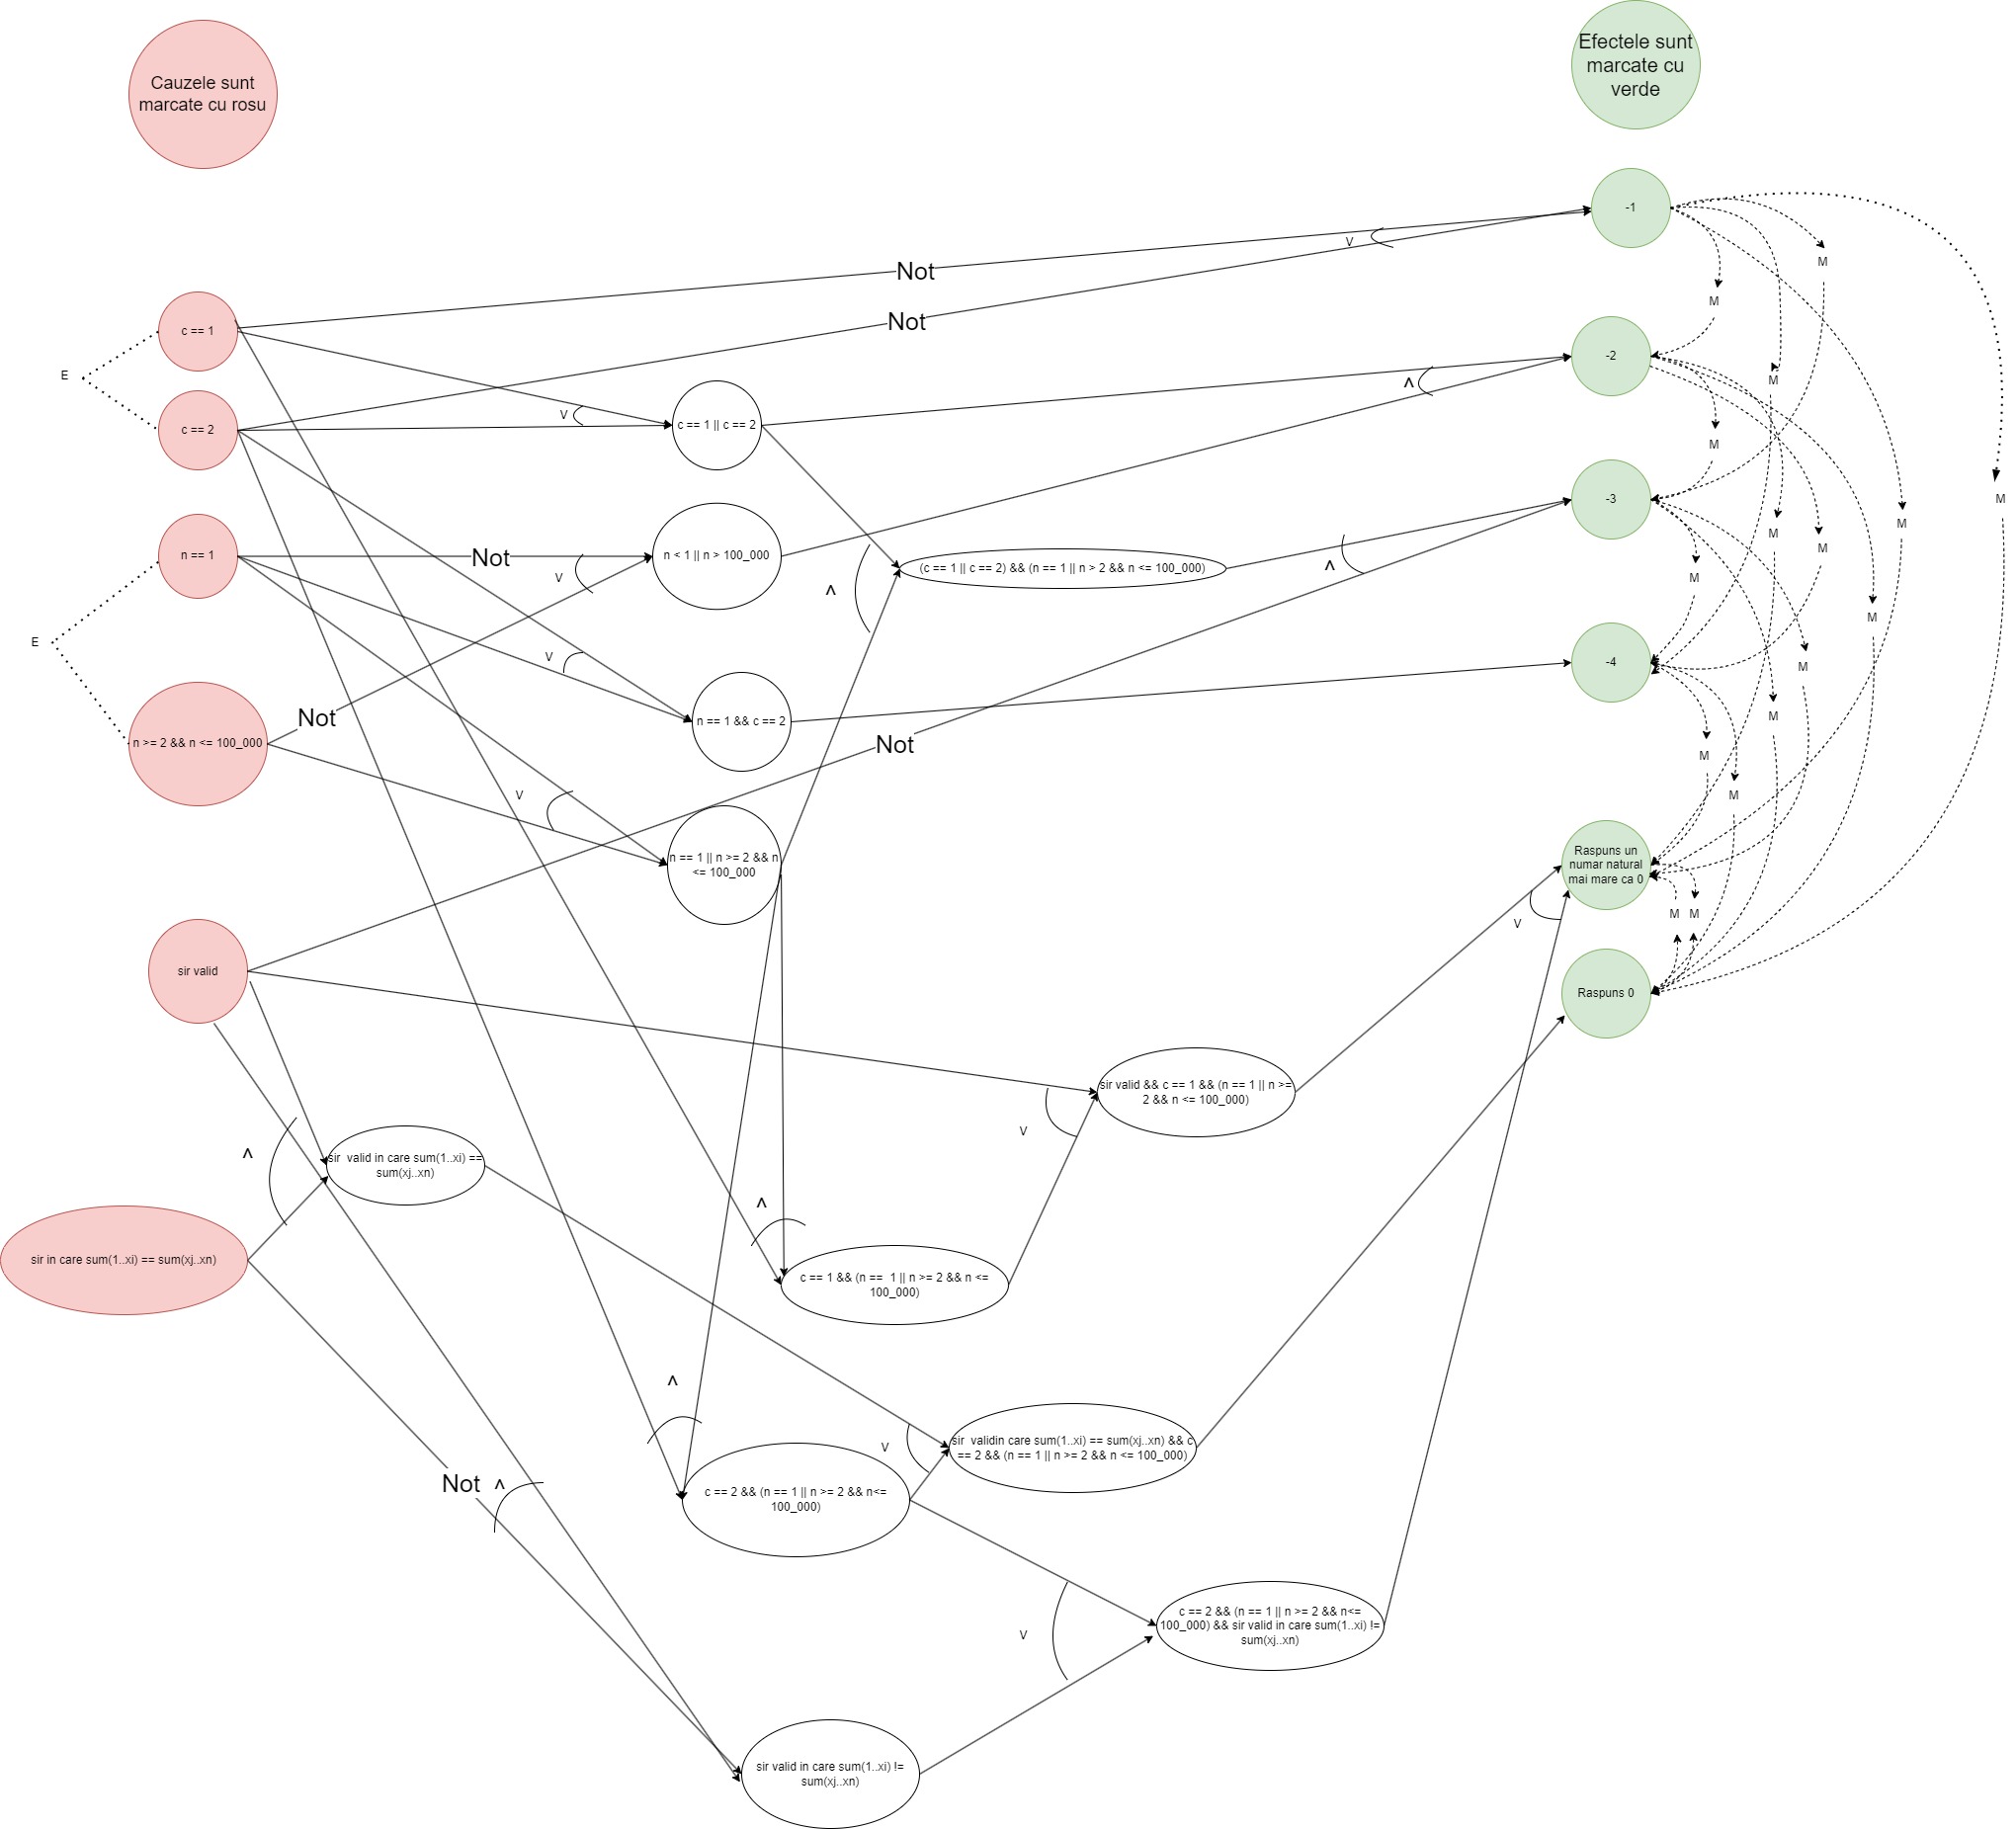 Cauzele sunt
marcate cu rosu
Efectele sunt
marcate cu
verde
-1
V
M
Not
M
Not
c == 1
-2
E
M
Λ
c == 2
c == 1 || c == 2
V
M
-3
M
M
M
n == 1
Not
n < 1 || n > 100_000
M
M
(c == 1 || c == 2) && (n == 1 || n > 2 && n <= 100_000)
Λ
V
M
Λ
M
E
V
-4
M
Not
n == 1 && c == 2
M
n >= 2 && n <= 100_000
Not
M
V
M
n == 1 || n >= 2 && n
<= 100_000
Raspuns un
numar natural
mai mare ca 0
V
M
M
sir valid
Raspuns 0
sir valid && c == 1 && (n == 1 || n >=
2 && n <= 100_000)
V
Λ
sir  valid in care sum(1..xi) ==
sum(xj..xn)
Λ
sir in care sum(1..xi) == sum(xj..xn)
c == 1 && (n ==  1 || n >= 2 && n <=
100_000)
Λ
V
sir  validin care sum(1..xi) == sum(xj..xn) && c
== 2 && (n == 1 || n >= 2 && n <= 100_000)
Not
Λ
c == 2 && (n == 1 || n >= 2 && n<=
100_000)
V
c == 2 && (n == 1 || n >= 2 && n<=
100_000) && sir valid in care sum(1..xi) !=
sum(xj..xn)
sir valid in care sum(1..xi) !=
sum(xj..xn)